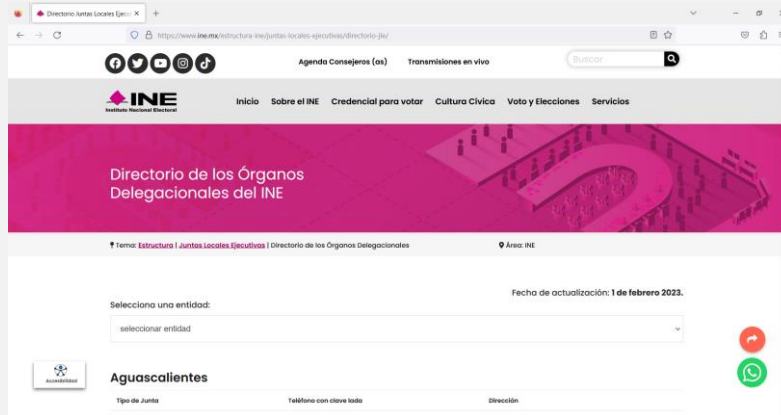 Directorio Juntas Locales Ejecu
https://www.ine.mx/estructura-ine/juntas-locales-ejecutivas/directorio-jle/
Agenda Consejeros (as) Transmisiones en vivo Buscar
INE
Instituto Nacional Electoral
Inicio Sobre el INE Credencial para votar Cultura Cívica Voto y Elecciones Servicios
Directorio de los Órganos
Delegacionales del INE
Tema: Estructura | Juntas Locales Ejecutivas | Directorio de los Órganos Delegacionales Área: INE
Fecha de actualización: 1 de febrero 2023.
Selecciona una entidad:
seleccionar entidad
Accesibilidad
Aguascalientes
Tipo de Junta Teléfono con clave lada Dirección